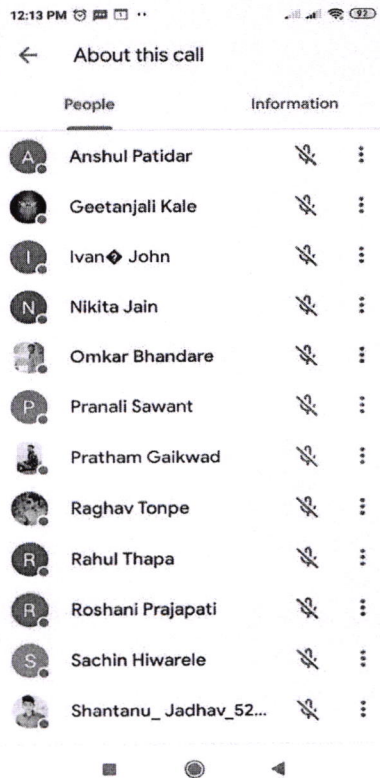 12:13 PM
92
About this call
People Information
A Anshul Patidar
Geetanjali Kale
I Ivan� John
N Nikita Jain
Omkar Bhandare
P Pranali Sawant
Pratham Gaikwad
Raghav Tonpe
R Rahul Thapa
R Roshani Prajapati
S Sachin Hiwarele
Shantanu_ Jadhav_52...